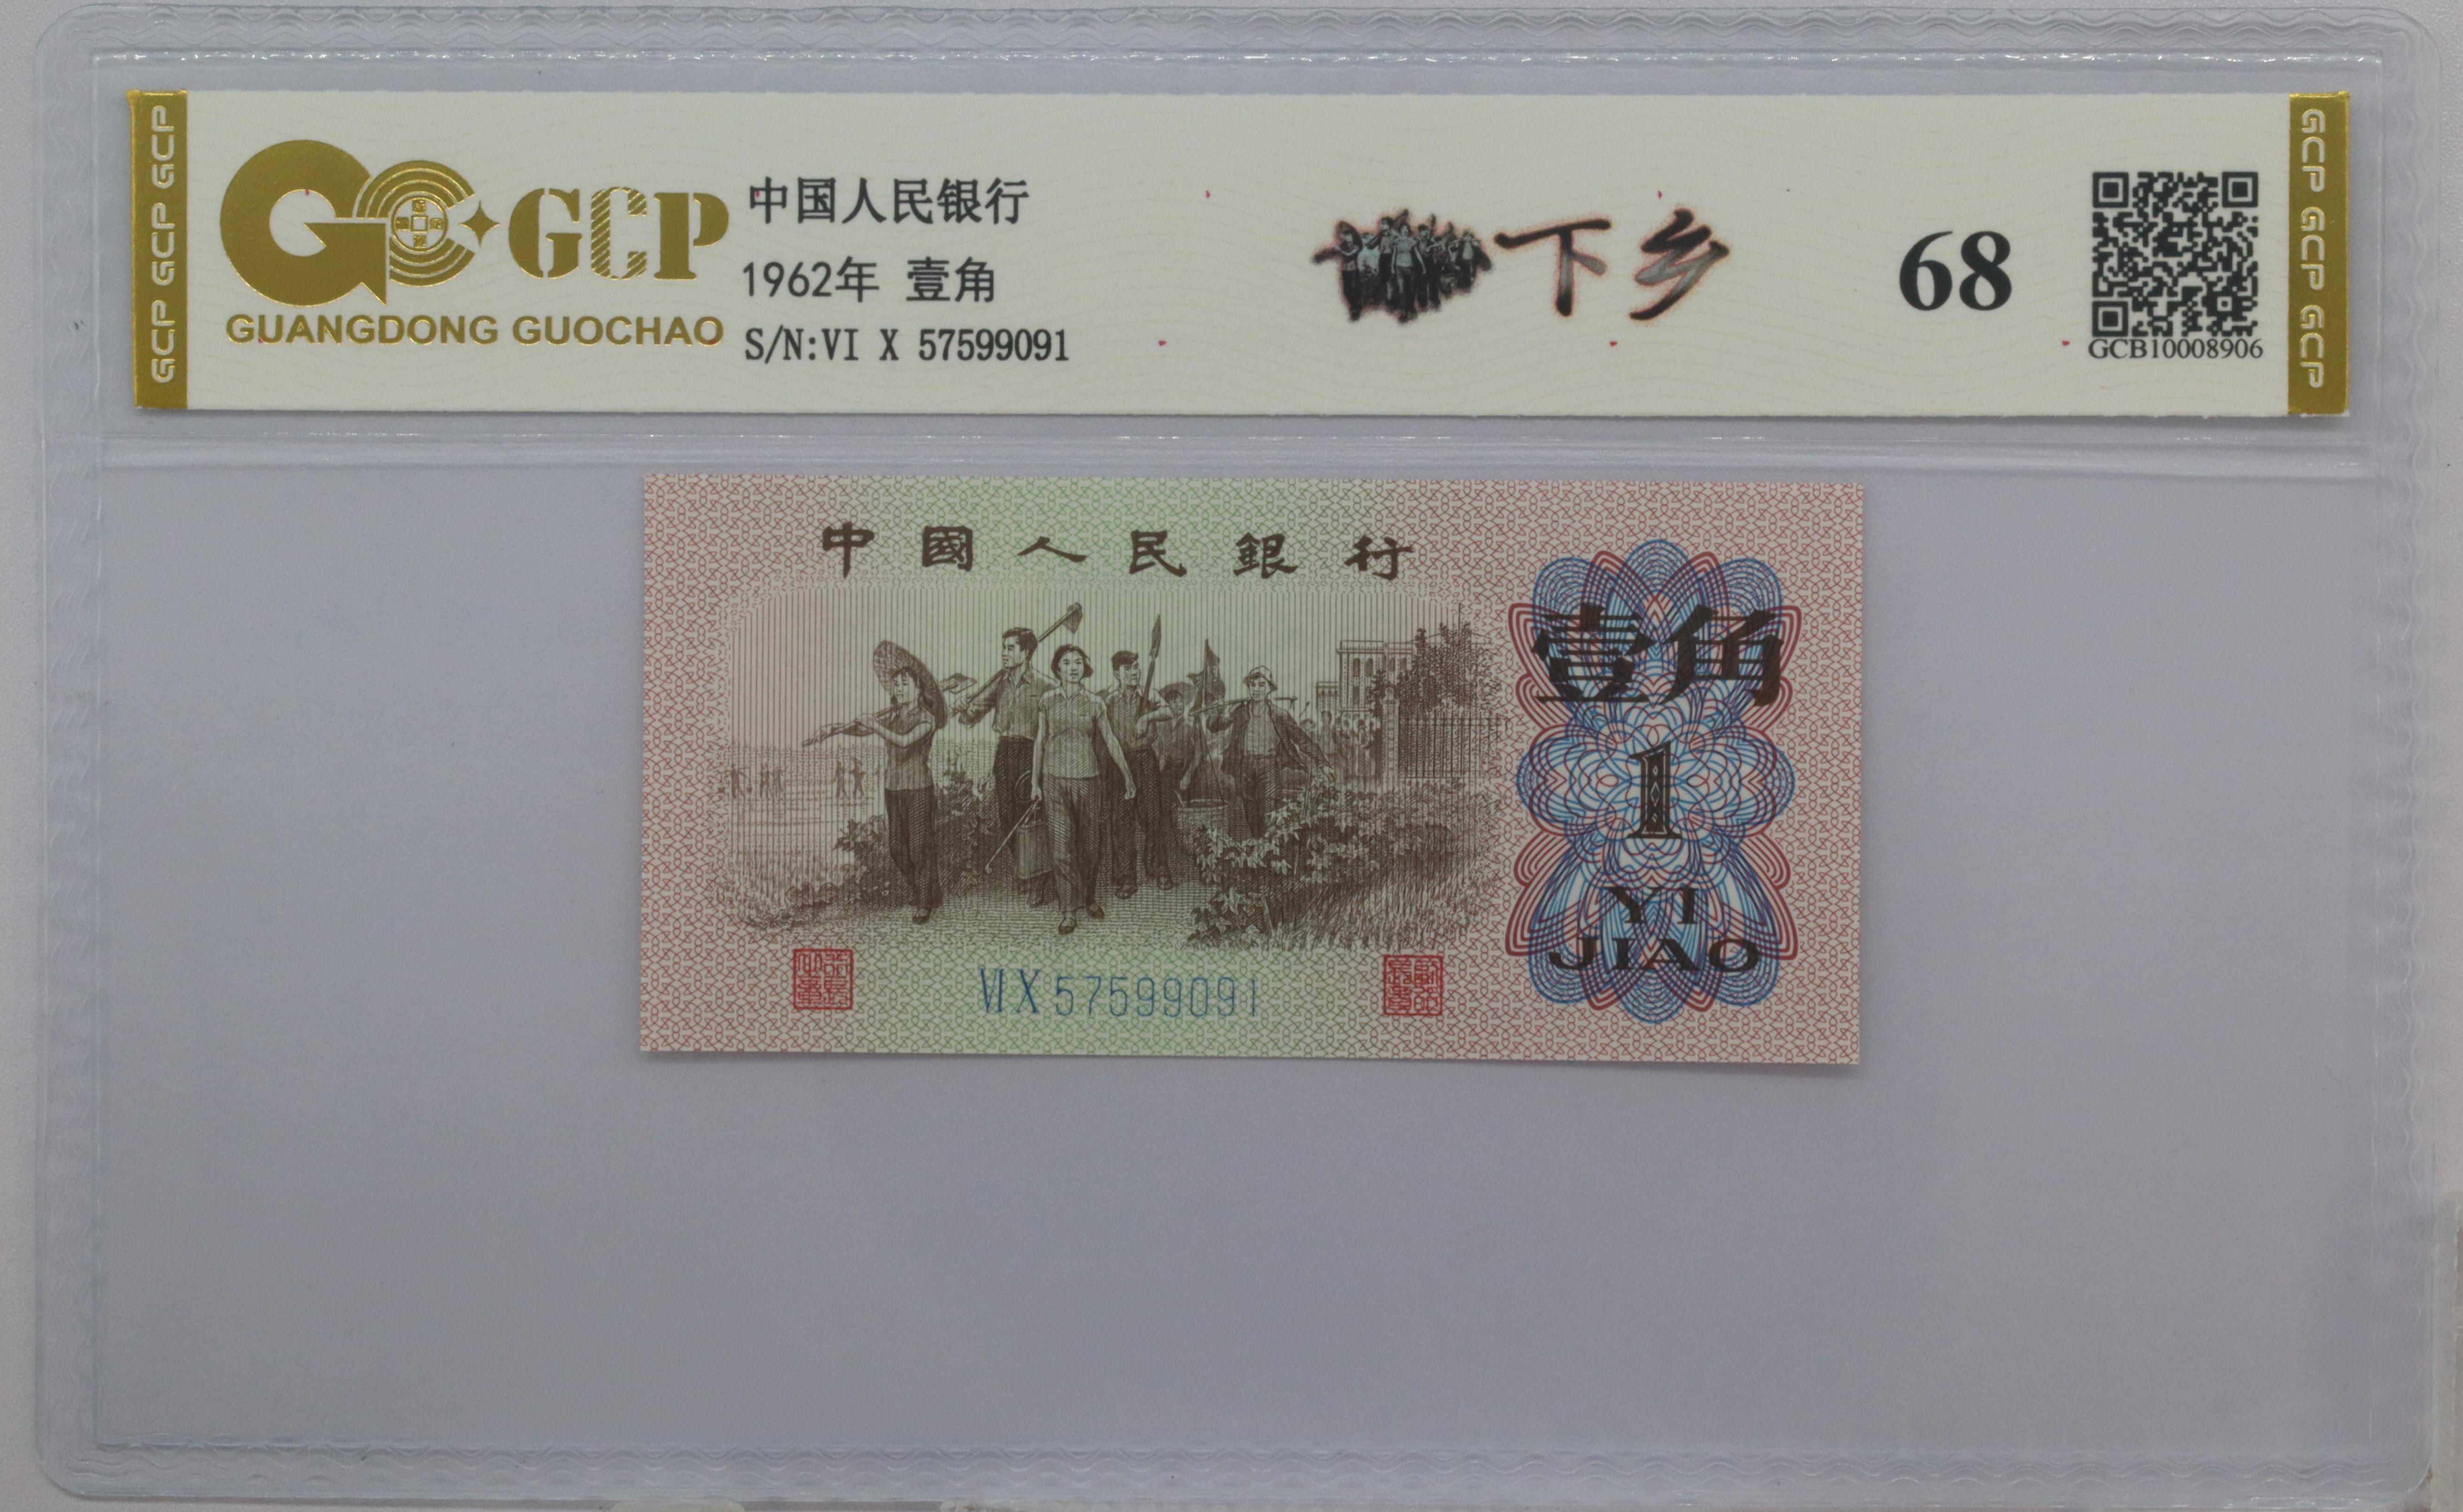 GCP GCP GCP
GCP
GUANGDONG GUOCHAO
中国人民银行
1962年 壹角
S/N:VI X 57599091
下乡
68
GCB10008906
GCP GCP GCP
中國人民銀行
壹角
1
YI
JIAO
VI X 57599091